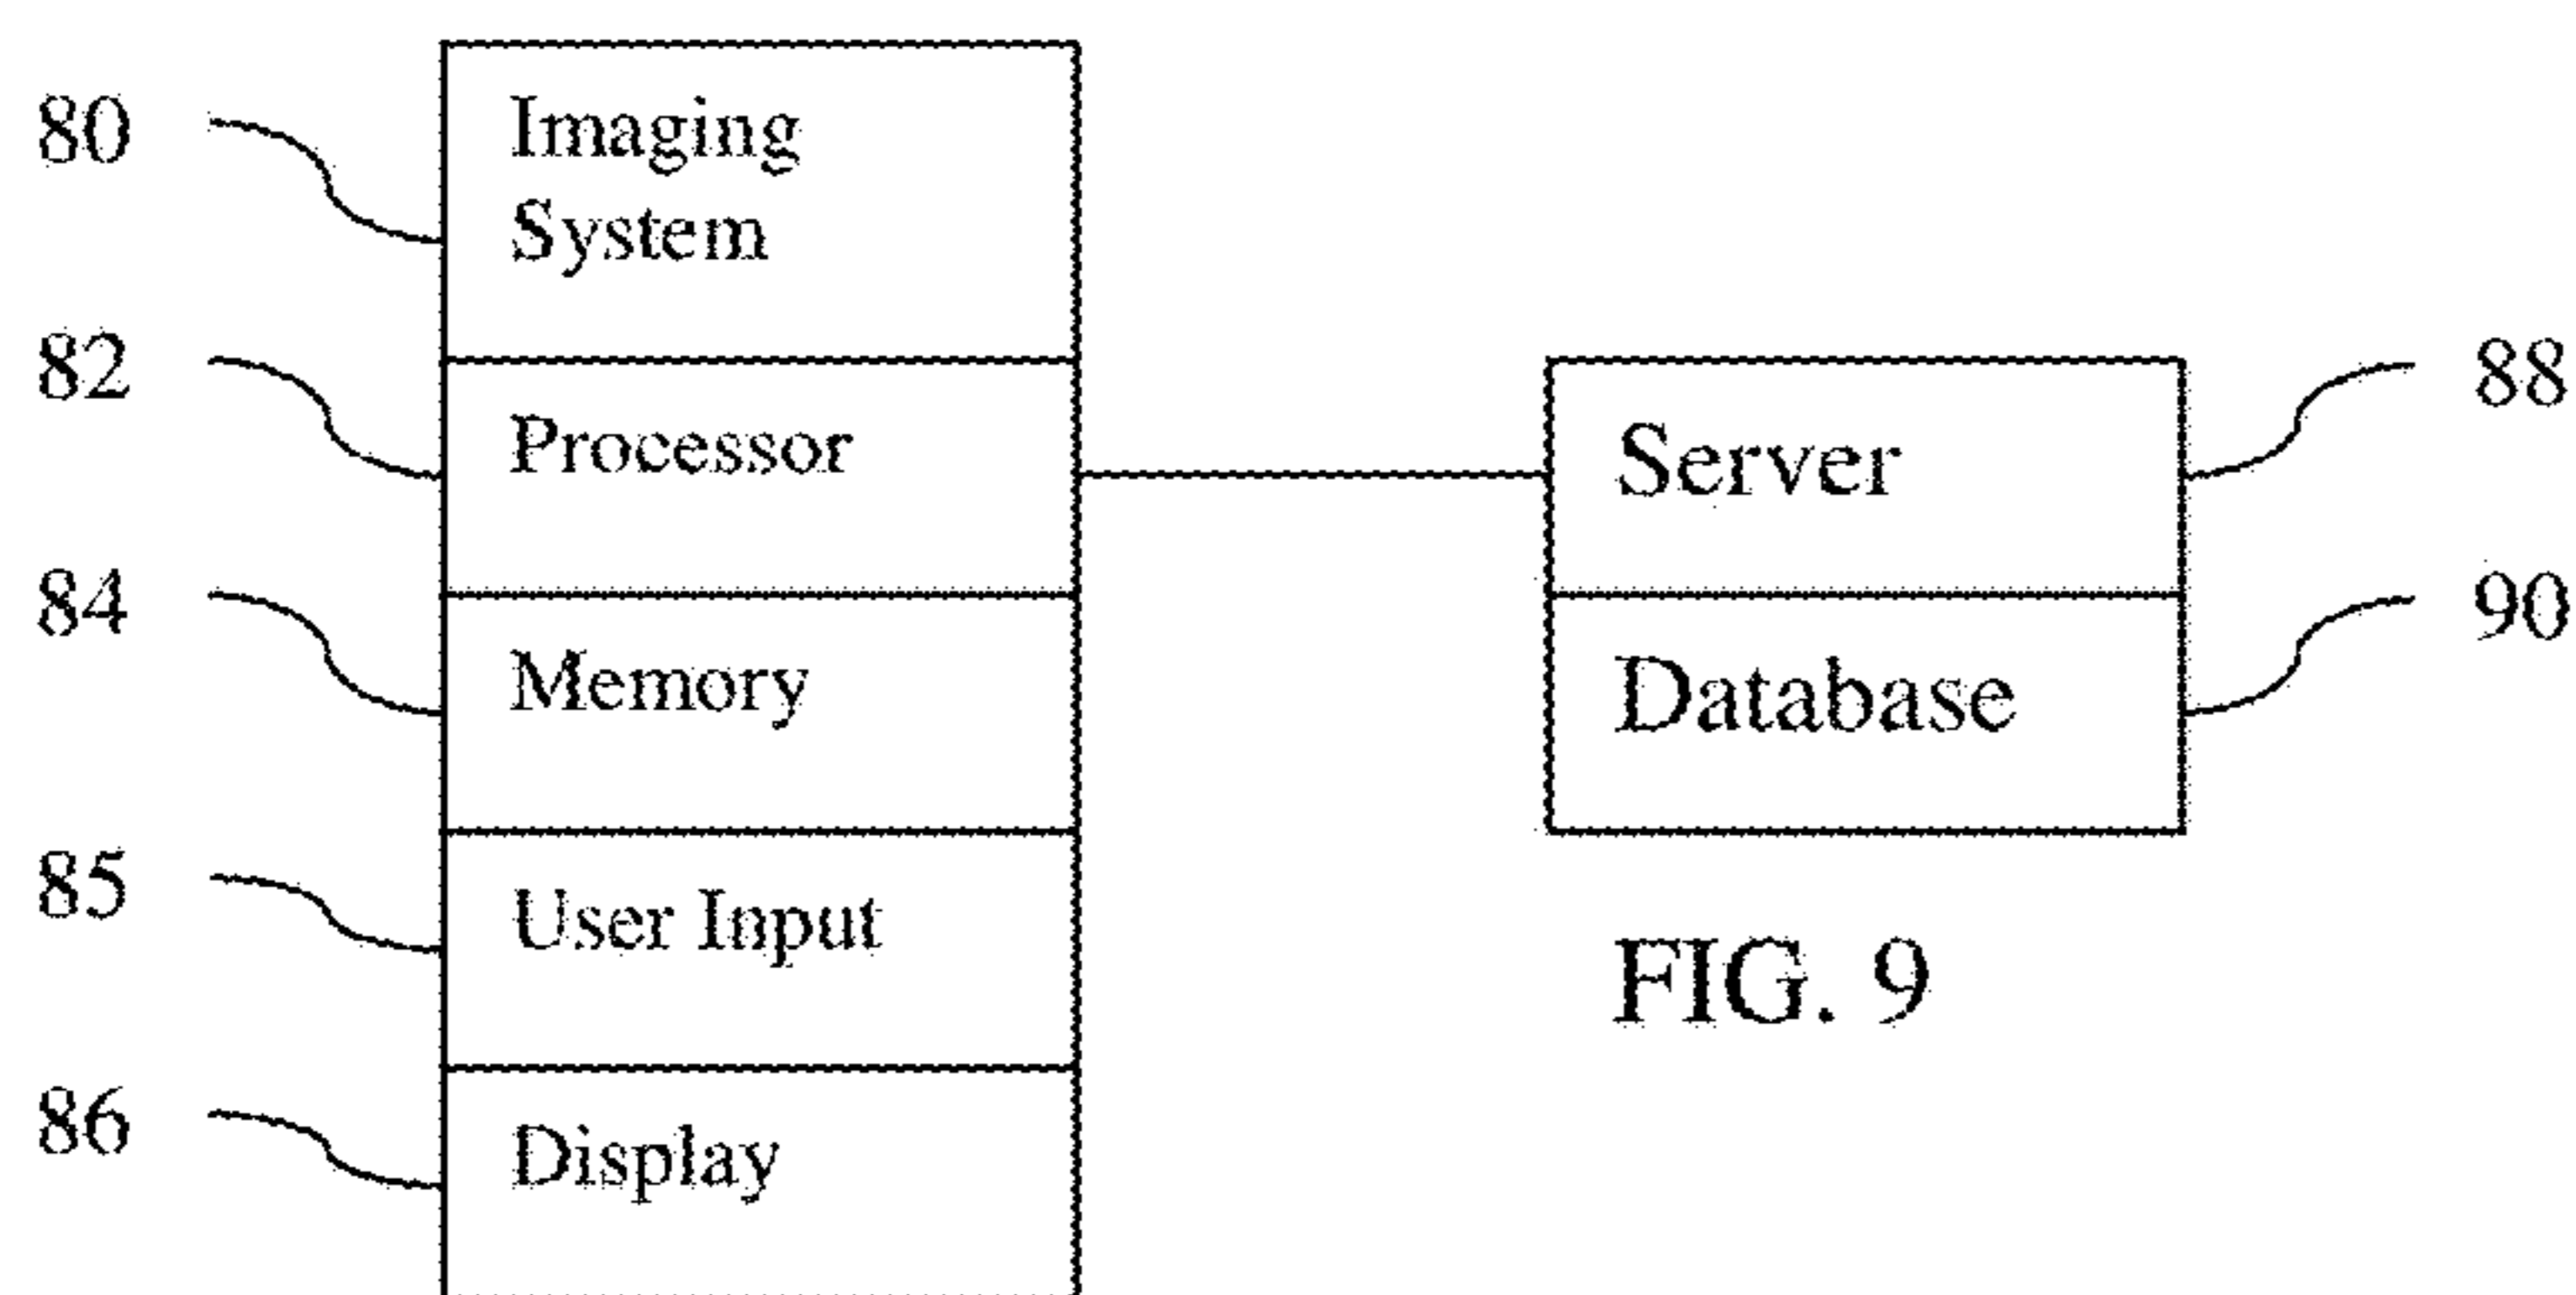 80
Imaging
System
82
Processor
84
Memory
85
User Input
86
Display
Server
88
Database
90
FIG. 9